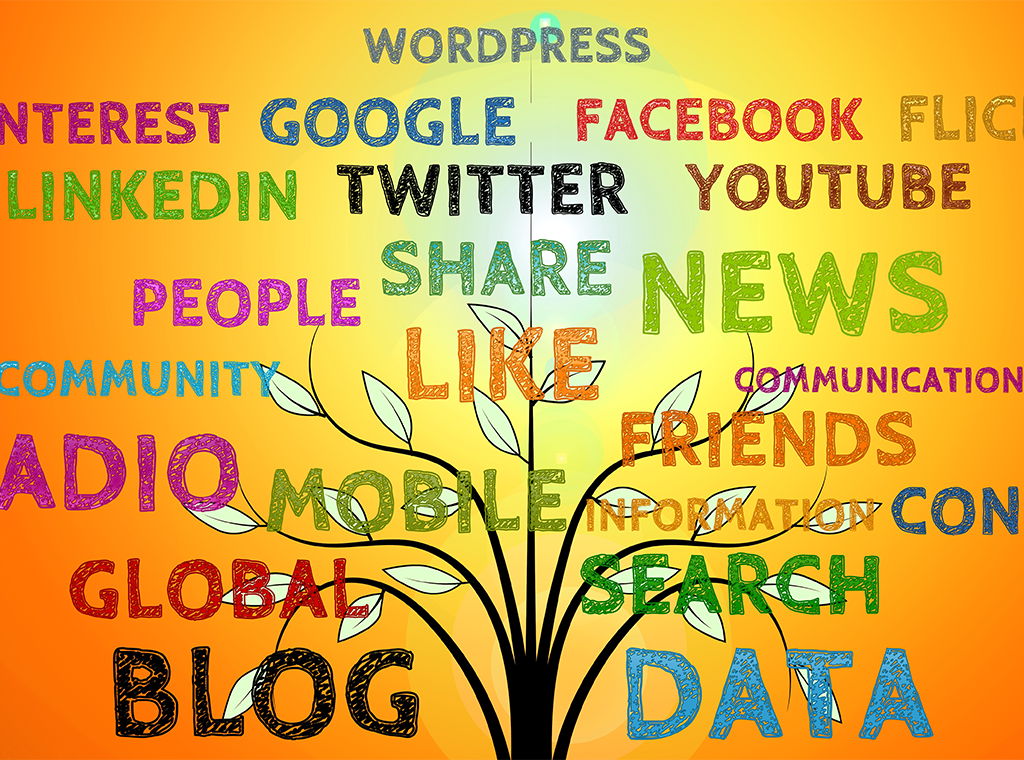 WORDPRESS
NTEREST GOOGLE FACEBOOK FLIC
LINKEDIN TWITTER YOUTUBE
SHARE NEWS
PEOPLE
LIKE
COMMUNITY COMMUNICATION
FRIENDS
ADIO MOBILE INFORMATION CON
GLOBAL SEARCH
BLOG DATA